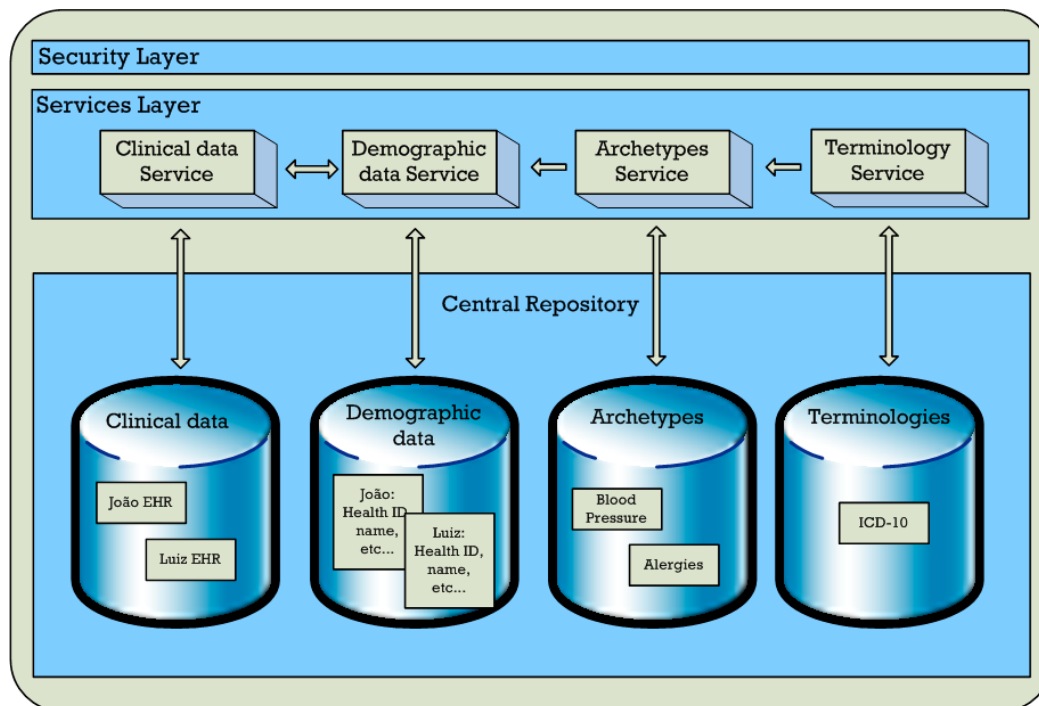 Security Layer
Services Layer
Clinical data
Service
Demographic
data Service
Archetypes
Service
Terminology
Service
Central Repository
Clinical data
João EHR
Luiz EHR
Demographic
data
João:
Health ID,
name,
etc...
Luiz:
Health ID,
name,
etc...
Archetypes
Blood
Pressure
Alergies
Terminologies
ICD-10